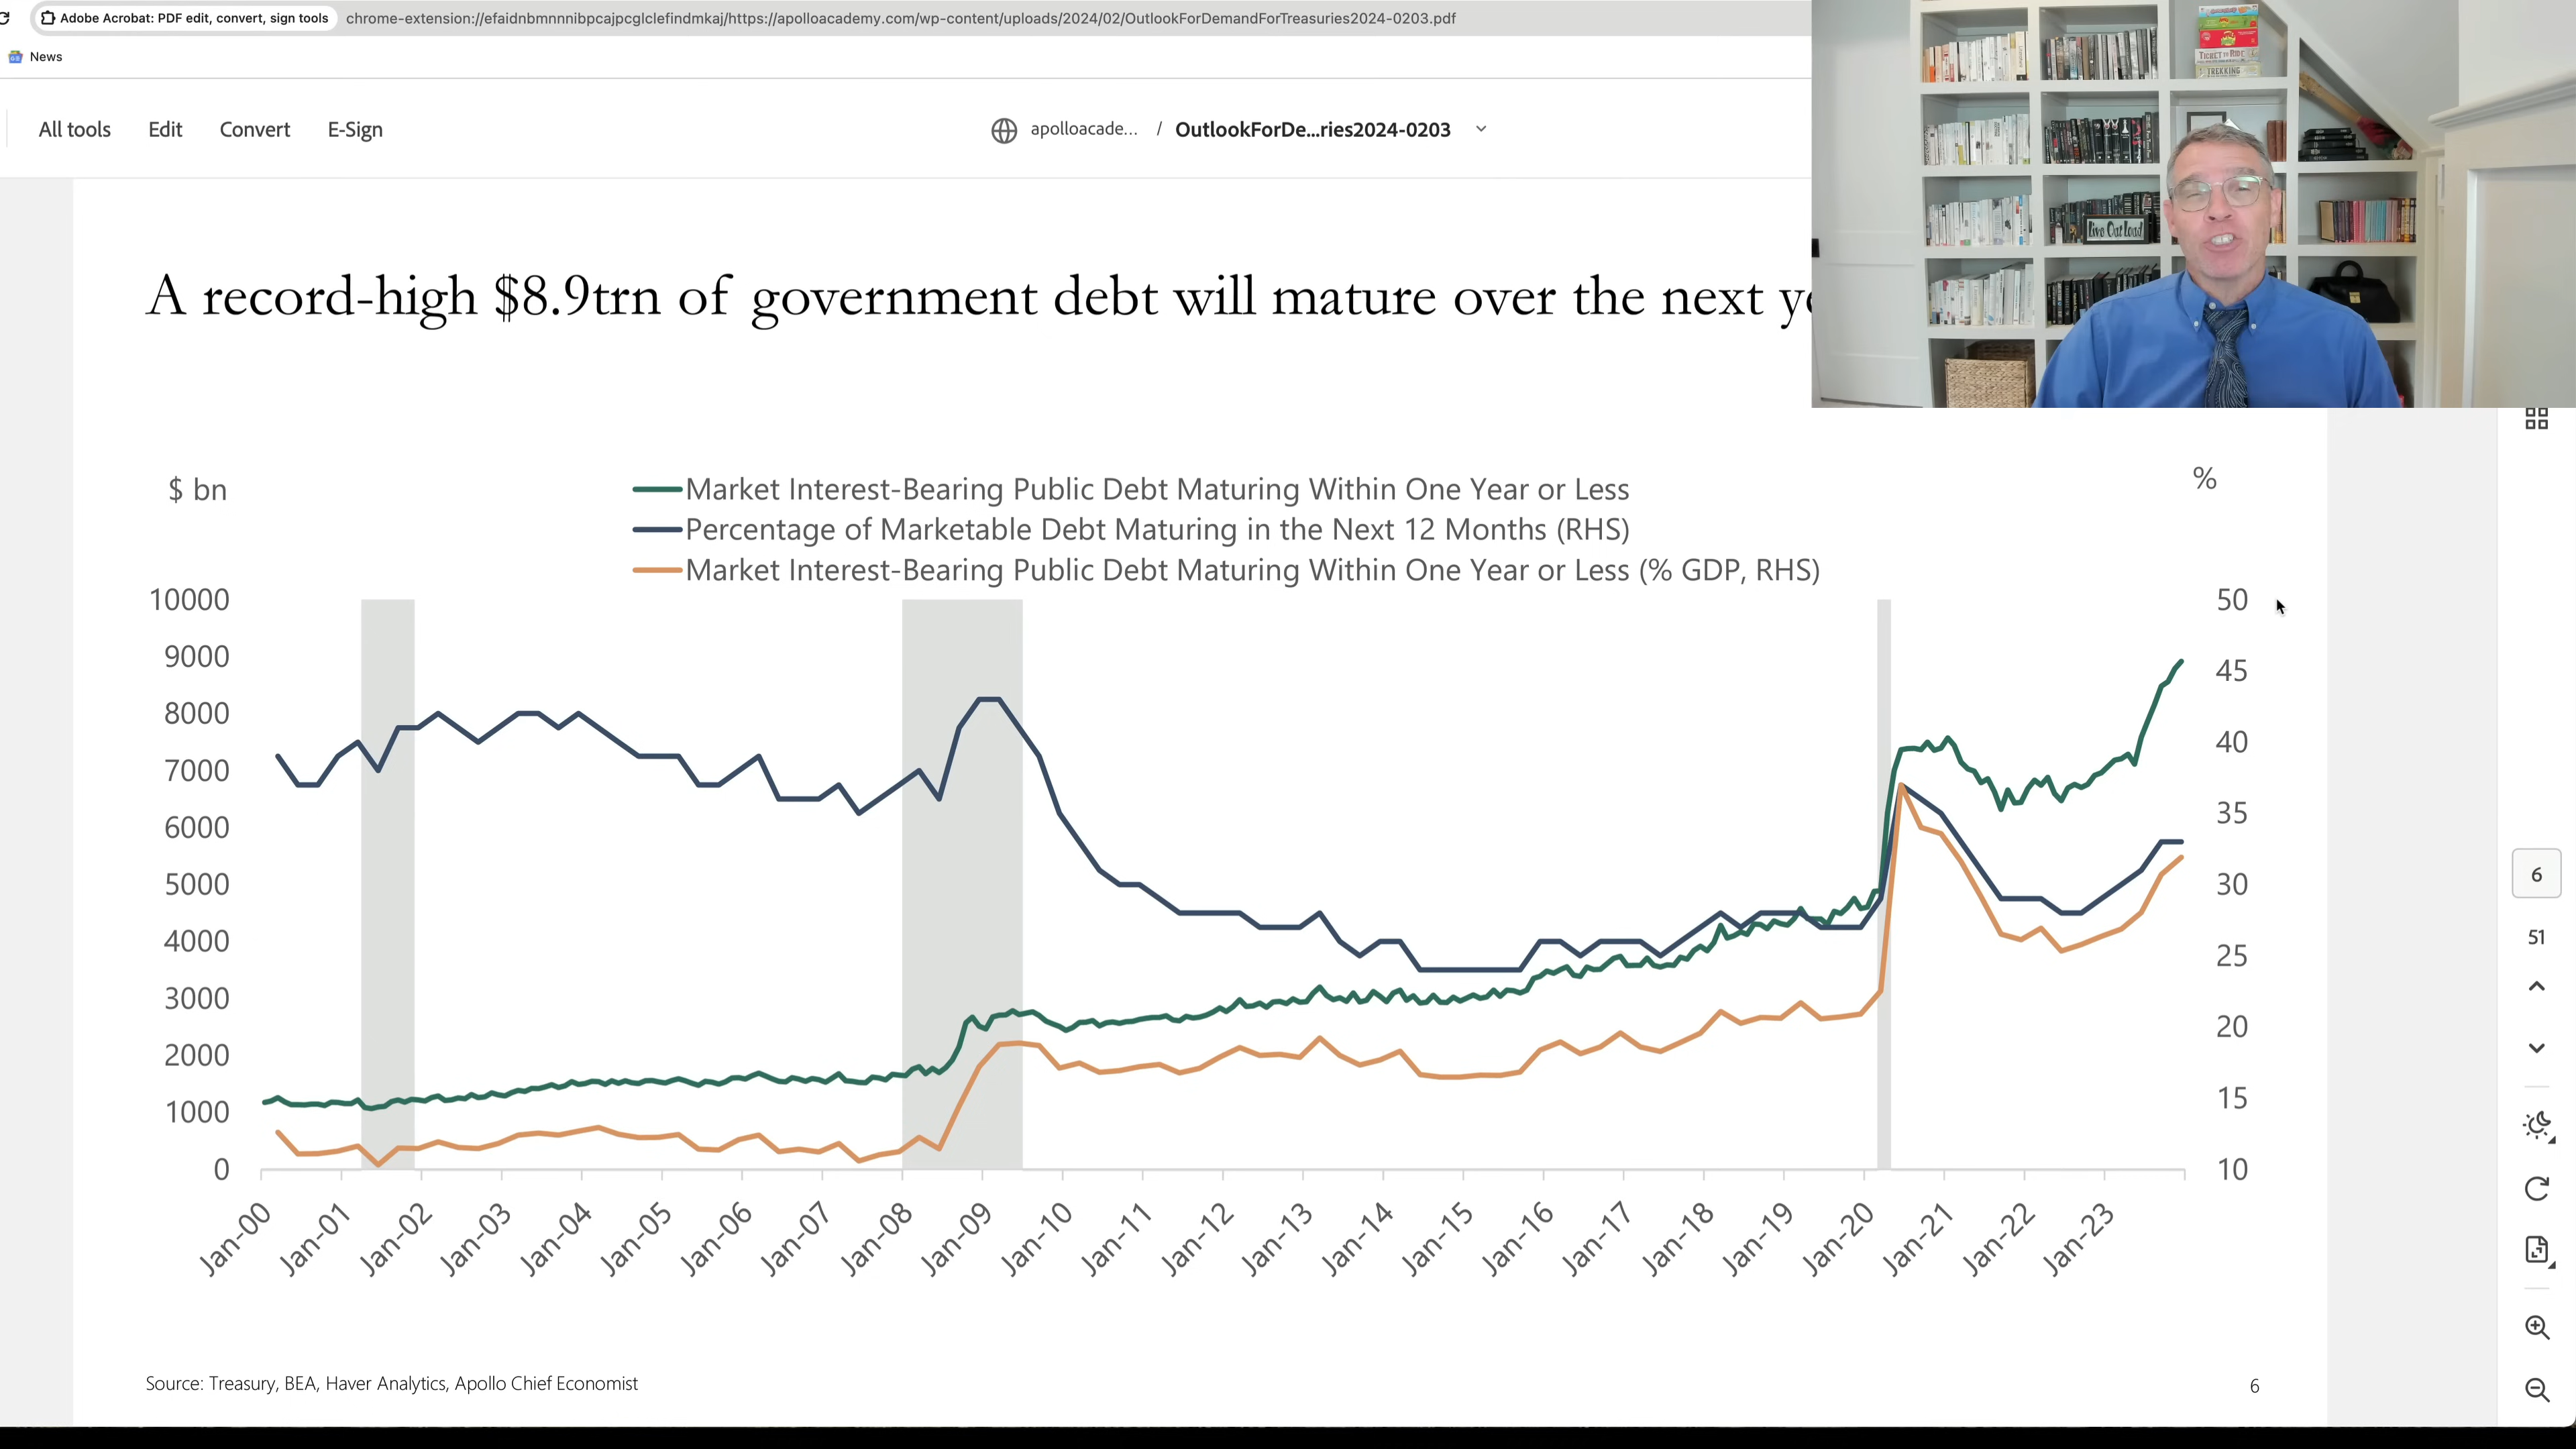 Adobe Acrobat: PDF edit, convert, sign tools
chrome-extension://efaidnbmnnnibpcajpcglclefindmkaj/https://apolloacademy.com/wp-content/uploads/2024/02/OutlookForDemandForTreasuries2024-0203.pdf
News
All tools Edit Convert E-Sign
apolloacade... / OutlookForDe...ries2024-0203
TICKET TO RIDE
TREKKING
Live Out Loud
A record-high $8.9trn of government debt will mature over the next
$ bn
%
Market Interest-Bearing Public Debt Maturing Within One Year or Less
Percentage of Marketable Debt Maturing in the Next 12 Months (RHS)
Market Interest-Bearing Public Debt Maturing Within One Year or Less (% GDP, RHS)
10000
9000
8000
7000
6000
5000
4000
3000
2000
1000
0
50
45
40
35
30
25
20
15
10
Jan-00
Jan-01
Jan-02
Jan-03
Jan-04
Jan-05
Jan-06
Jan-07
Jan-08
Jan-09
Jan-10
Jan-11
Jan-12
Jan-13
Jan-14
Jan-15
Jan-16
Jan-17
Jan-18
Jan-19
Jan-20
Jan-21
Jan-22
Jan-23
6
51
Source: Treasury, BEA, Haver Analytics, Apollo Chief Economist
6